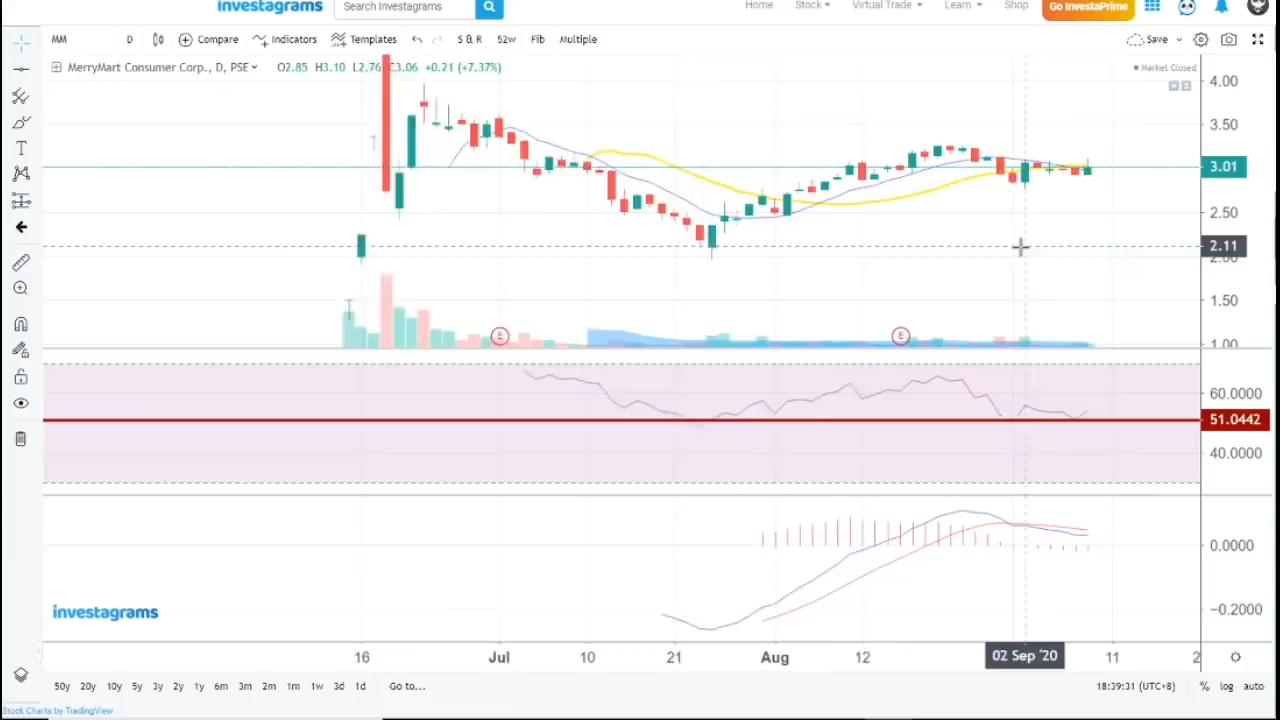 investagrams
Search Investagrams
Home Stock Virtual Trade Learn Shop Go InvestaPrime
MM D Compare Indicators Templates S & R 52w Fib Multiple Save
MerryMart Consumer Corp., D, PSE O2.85 H3.10 L2.76 C3.06 +0.21 (+7.37%)
Market Closed
4.00
3.50
3.01
2.50
2.11
2.00
1.50
E E
1.00
60.0000
51.0442
40.0000
0.0000
investagrams
-0.2000
16 Jul 10 21 Aug 12 02 Sep '20 11 2
50y 20y 10y 5y 3y 2y 1y 6m 3m 2m 1m 1w 3d 1d Go to... 18:39:31 (UTC+8) % log auto
Stock Charts by TradingView